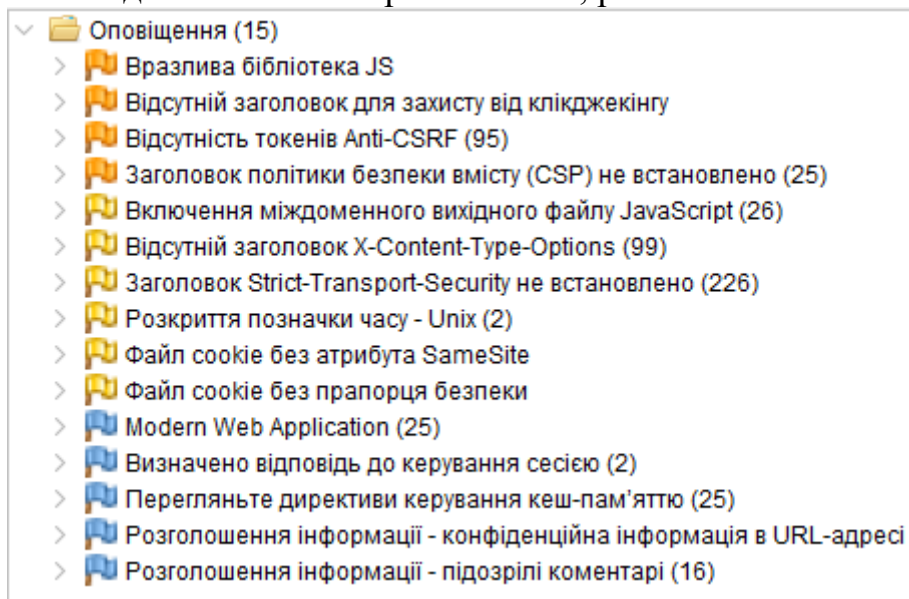 Оповіщення (15)
Вразлива бібліотека JS
Відсутній заголовок для захисту від клікджекінгу
Відсутність токенів Anti-CSRF (95)
Заголовок політики безпеки вмісту (CSP) не встановлено (25)
Включення міждоменного вихідного файлу JavaScript (26)
Відсутній заголовок X-Content-Type-Options (99)
Заголовок Strict-Transport-Security не встановлено (226)
Розкриття позначки часу - Unix (2)
Файл cookie без атрибута SameSite
Файл cookie без прапорця безпеки
Modern Web Application (25)
Визначено відповідь до керування сесією (2)
Перегляньте директиви керування кеш-пам'яттю (25)
Розголошення інформації - конфіденційна інформація в URL-адресі
Розголошення інформації - підозрілі коментарі (16)